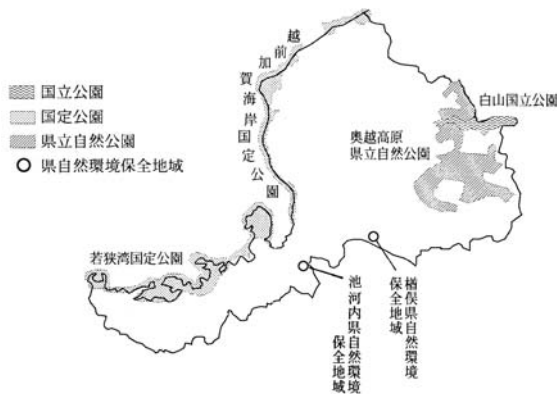 国立公園
国定公園
県立自然公園
県自然環境保全地域
越前加賀海岸国定公園
白山国立公園
奥越高原
県立自然公園
若狭湾国定公園
楢俣県自然環境
保全地域
池河内県自然環境
保全地域